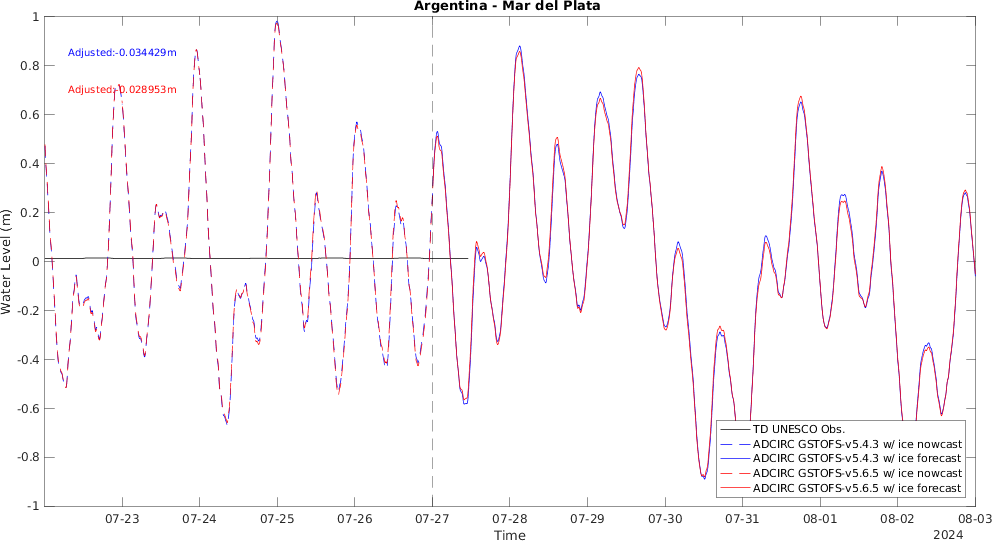 Argentina - Mar del Plata
Adjusted:-0.034429m
Adjusted:-0.028953m
1
0.8
0.6
0.4
0.2
0
-0.2
-0.4
-0.6
-0.8
-1
Water Level (m)
TD UNESCO Obs.
ADCIRC GSTOFS-v5.4.3 w/ ice nowcast
ADCIRC GSTOFS-v5.4.3 w/ ice forecast
ADCIRC GSTOFS-v5.6.5 w/ ice nowcast
ADCIRC GSTOFS-v5.6.5 w/ ice forecast
07-23 07-24 07-25 07-26 07-27 07-28 07-29 07-30 07-31 08-01 08-02 08-03
Time
2024